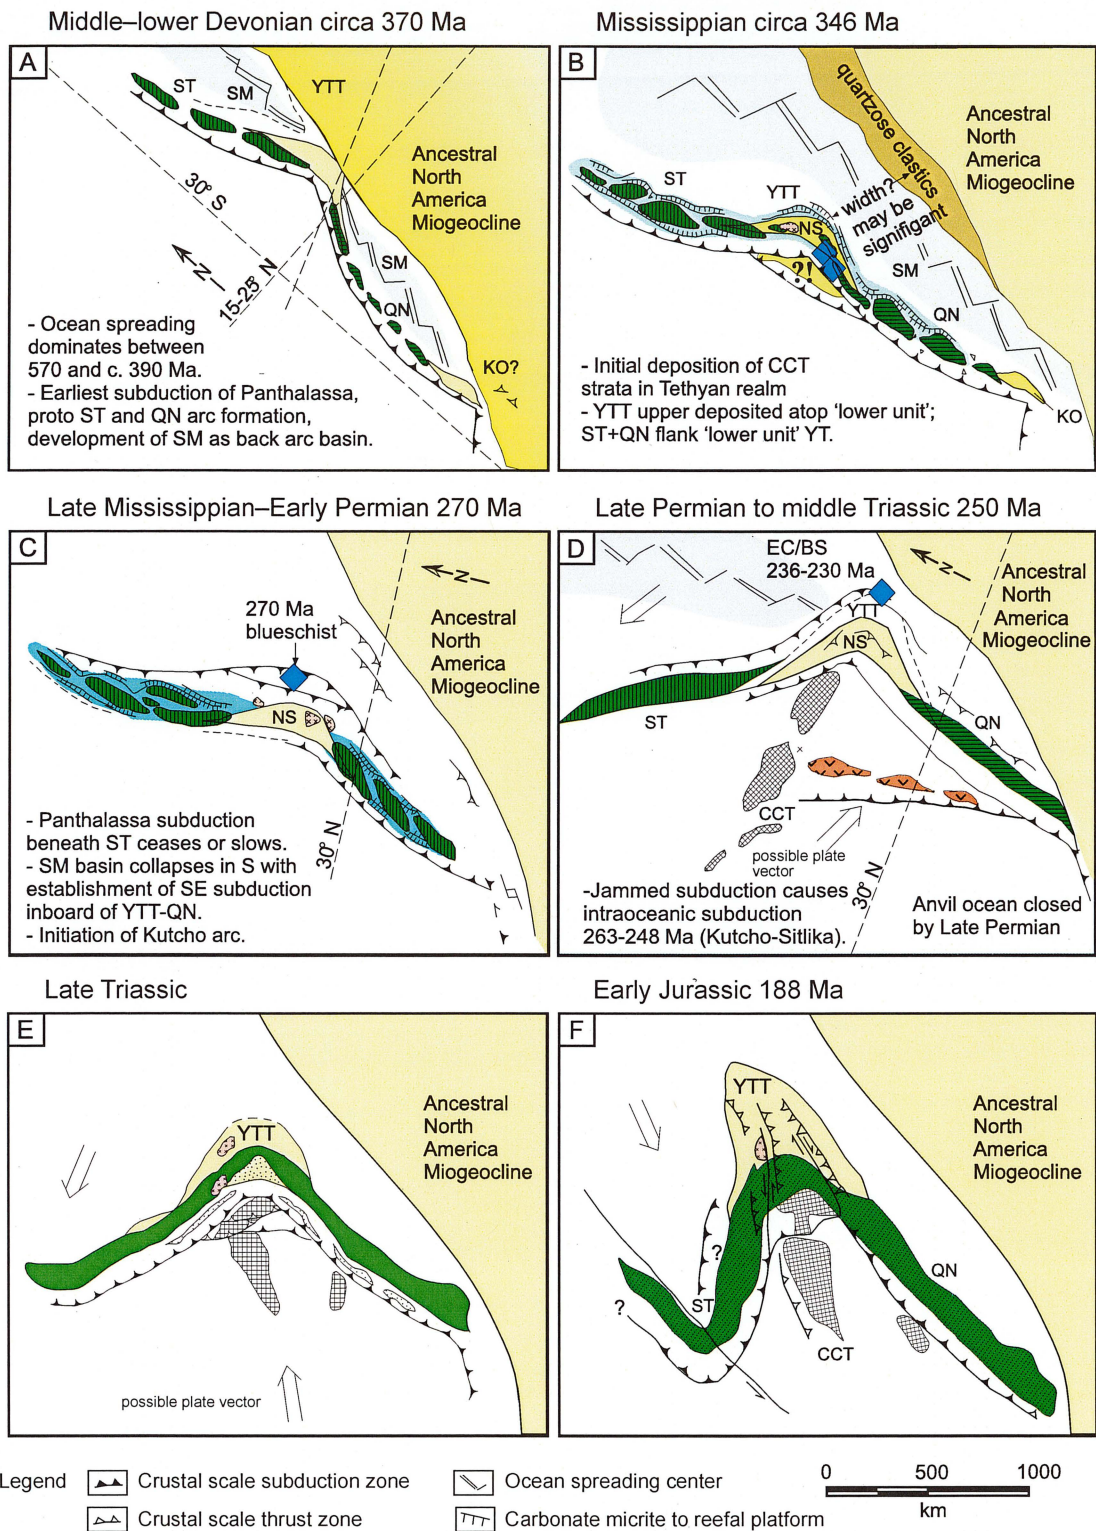 Middle–lower Devonian circa 370 Ma
A
ST
SM
YTT
Ancestral
North
America
Miogeocline
30° S
N
15-25° N
SM
QN
KO?
- Ocean spreading
dominates between
570 and c. 390 Ma.
- Earliest subduction of Panthalassa,
proto ST and QN arc formation,
development of SM as back arc basin.
Mississippian circa 346 Ma
B
quartzose clastics
Ancestral
North
America
Miogeocline
ST
YTT
NS
width?
may be
signifigant
?!
SM
QN
KO
- Initial deposition of CCT
strata in Tethyan realm
- YTT upper deposited atop ‘lower unit’;
ST+QN flank ‘lower unit’ YT.
Late Mississippian–Early Permian 270 Ma
C
N
270 Ma
blueschist
Ancestral
North
America
Miogeocline
NS
30° N
- Panthalassa subduction
beneath ST ceases or slows.
- SM basin collapses in S with
establishment of SE subduction
inboard of YTT-QN.
- Initiation of Kutcho arc.
Late Permian to middle Triassic 250 Ma
D
EC/BS
236-230 Ma
N
Ancestral
North
America
Miogeocline
YTT
NS
ST
QN
x
CCT
possible plate
vector
30° N
-Jammed subduction causes
intraoceanic subduction
263-248 Ma (Kutcho-Sitlika).
Anvil ocean closed
by Late Permian
Late Triassic
E
Ancestral
North
America
Miogeocline
YTT
possible plate vector
Early Jurassic 188 Ma
F
YTT
Ancestral
North
America
Miogeocline
?
?
ST
QN
CCT
Legend
Crustal scale subduction zone
Ocean spreading center
Crustal scale thrust zone
Carbonate micrite to reefal platform
0 500 1000
km